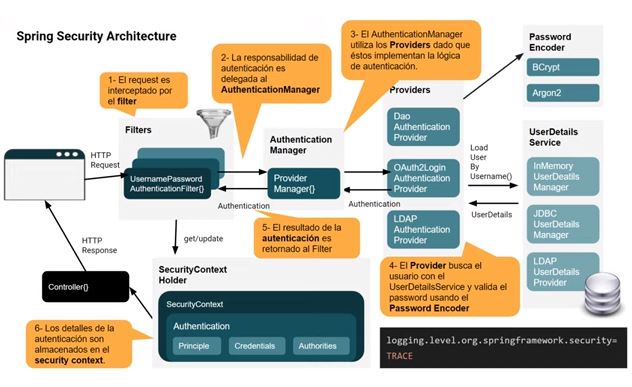 Spring Security Architecture
1- El request es
interceptado por
el filter
2- La responsabilidad de
autenticación es
delegada al
AuthenticationManager
3- El AuthenticationManager
utiliza los Providers dado que
éstos implementan la lógica
de autenticación.
Password
Encoder
BCrypt
Argon2
Filters
UsernamePassword
AuthenticationFilter{}
HTTP
Request
Authentication
Manager
Provider
Manager{}
Authentication
Authentication
Providers
Dao
Authentication
Provider
OAuth2Login
Authentication
Provider
LDAP
Authentication
Provider
Load
User
By
Username()
UserDetails
UserDetails
Service
InMemory
UserDeatils
Manager
JDBC
UserDetails
Manager
LDAP
UserDetails
Provider
5- El resultado de la
autenticación es
retornado al Filter
get/update
HTTP
Response
Controller{}
SecurityContext
Holder
SecurityContext
Authentication
Principle
Credentials
Authorities
4- El Provider busca el
usuario con el
UserDetailsService y valida el
password usando el
Password Encoder
6- Los detalles de la
autenticación son
almacenados en el
security context.
logging.level.org.springframework.security=
TRACE